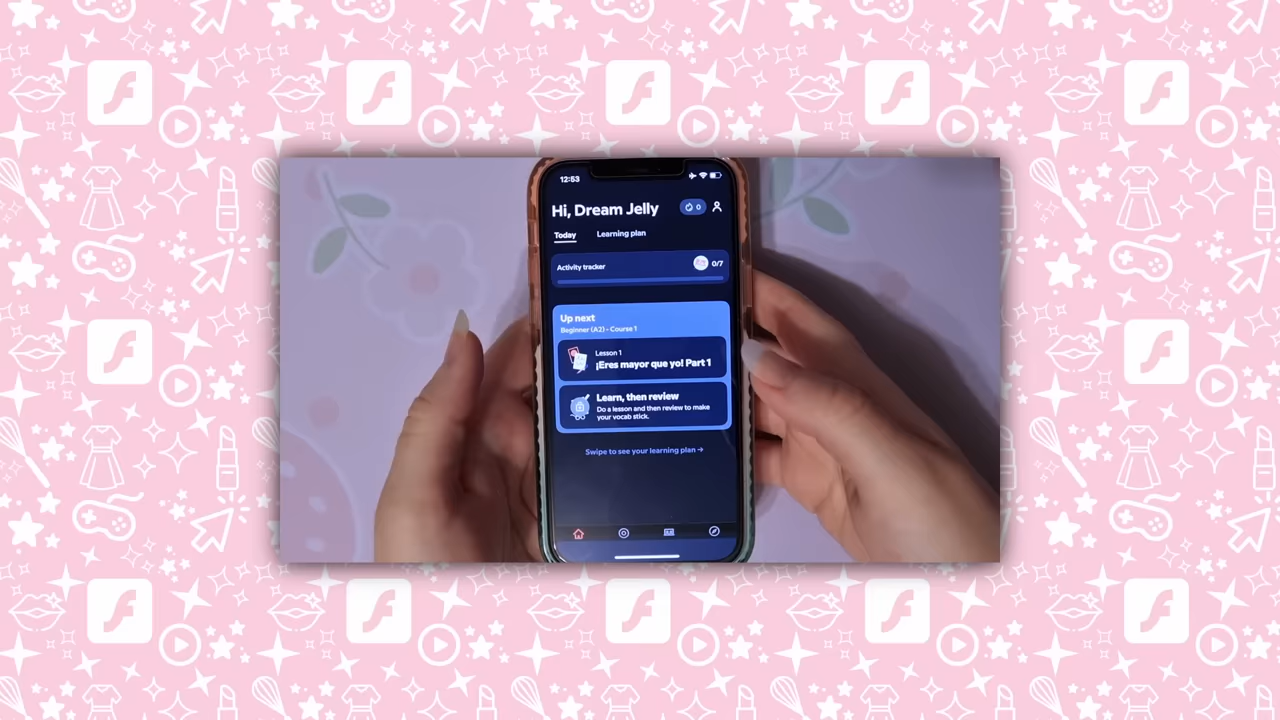 12:53
Hi, Dream Jelly
0
Today
Learning plan
Activity tracker
0/7
Up next
Beginner (A2) - Course 1
Lesson 1
¡Eres mayor que yo! Part 1
Learn, then review
Do a lesson and then review to make
your vocab stick.
Swipe to see your learning plan →